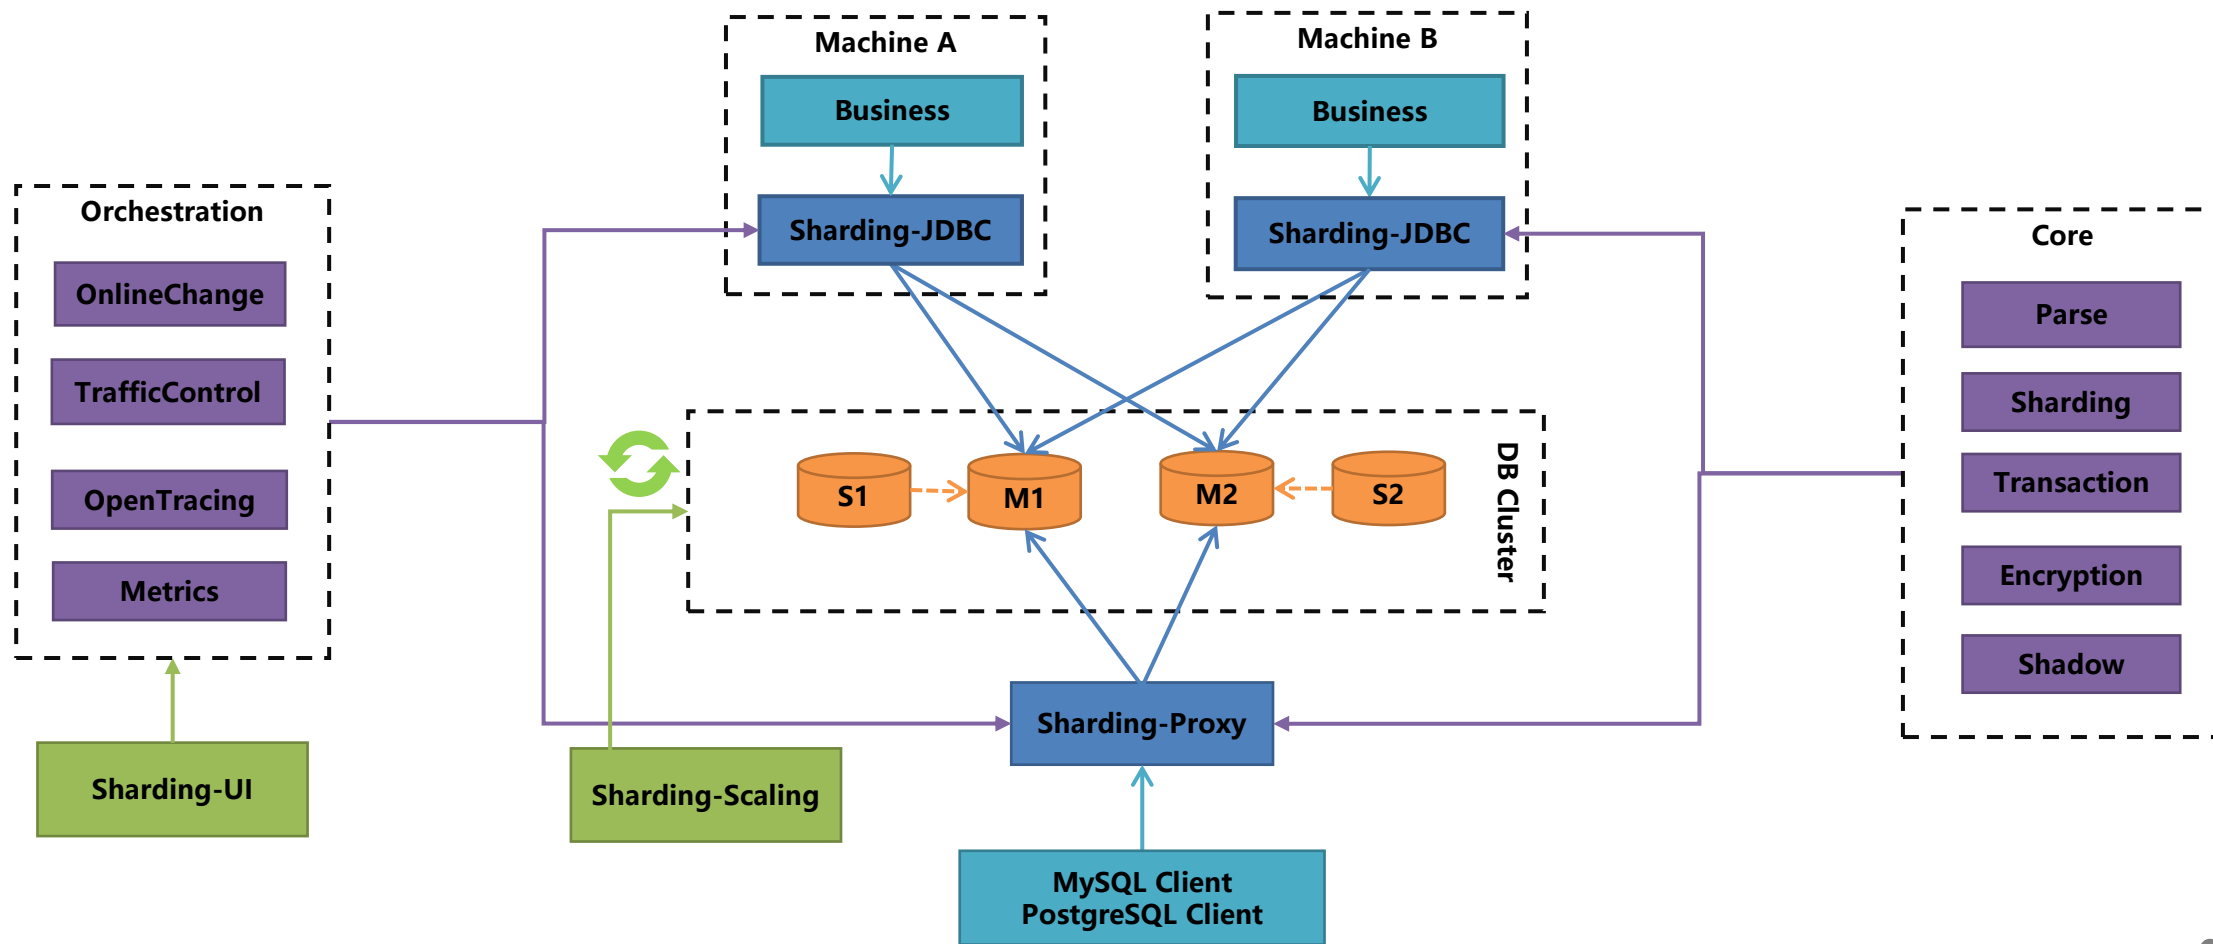 Machine A
Business
Sharding-JDBC
Machine B
Business
Sharding-JDBC
Orchestration
OnlineChange
TrafficControl
OpenTracing
Metrics
Sharding-UI
Core
Parse
Sharding
Transaction
Encryption
Shadow
S1
M1
M2
S2
DB Cluster
Sharding-Proxy
Sharding-Scaling
MySQL Client
PostgreSQL Client